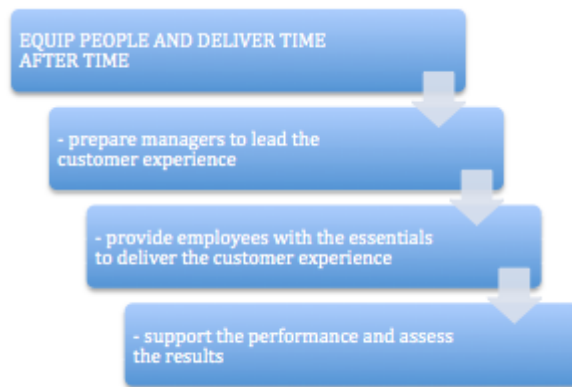 EQUIP PEOPLE AND DELIVER TIME
AFTER TIME
- prepare managers to lead the
customer experience
- provide employees with the essentials
to deliver the customer experience
- support the performance and assess
the results